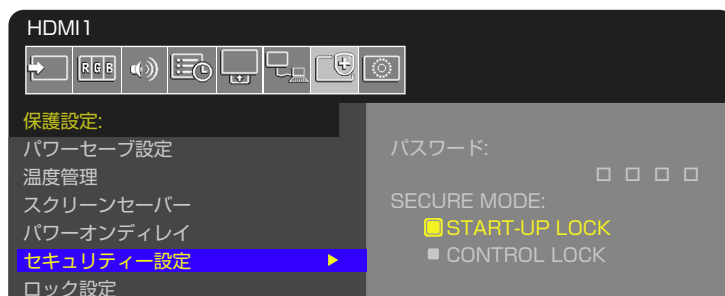 HDMI1
RGB
保護設定:
パワーセーブ設定
温度管理
スクリーンセーバー
パワーオンディレイ
セキュリティー設定
ロック設定
パスワード:
SECURE MODE:
START-UP LOCK
CONTROL LOCK